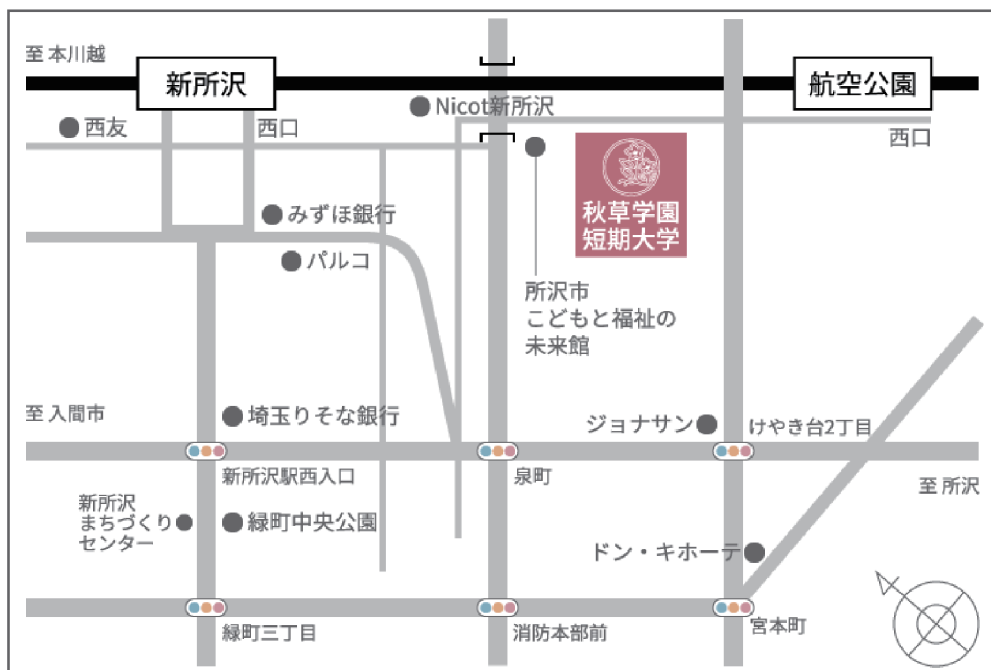 至 本川越
新所沢
航空公園
Nicot新所沢
西友
西口
西口
秋草学園
短期大学
みずほ銀行
パルコ
所沢市
こどもと福祉の
未来館
至 入間市
埼玉りそな銀行
ジョナサン
けやき台2丁目
新所沢駅西入口
泉町
至 所沢
新所沢
まちづくり
センター
緑町中央公園
ドン・キホーテ
緑町三丁目
消防本部前
宮本町